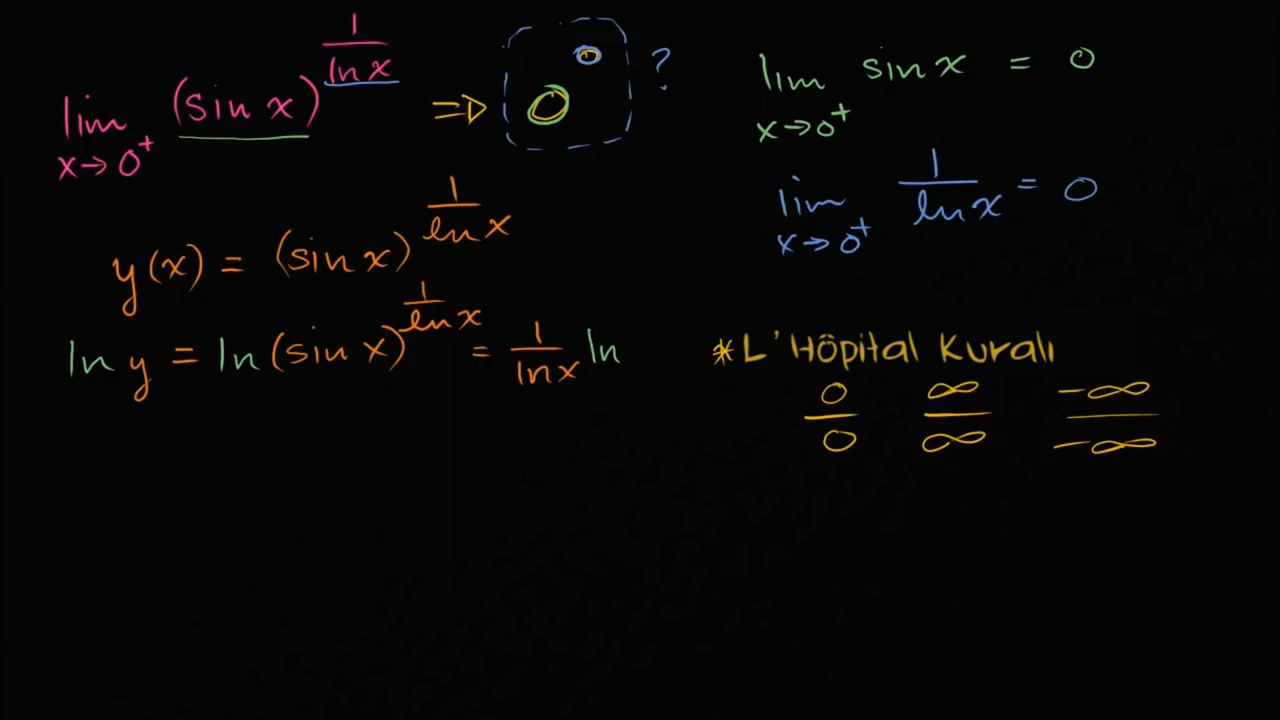 lim x→0⁺ (sin x)^(1/ln x) ⇒ 0^0 ?
y(x) = (sin x)^(1/ln x)
ln y = ln (sin x)^(1/ln x) = 1/ln x ln
lim x→0⁺ sin x = 0
lim x→0⁺ 1/ln x = 0
*L'Hôpital Kuralı
0/0 ∞/∞ -∞/-∞